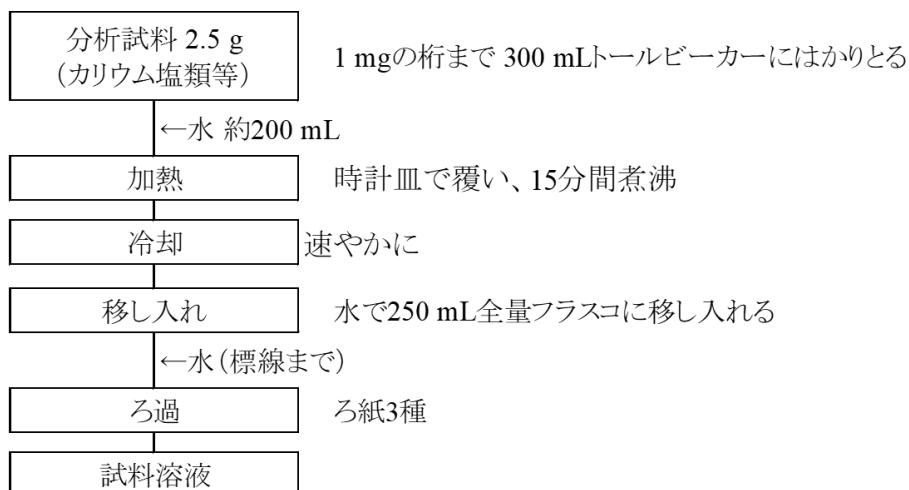 分析試料 2.5 g
(カリウム塩類等)
1 mgの桁まで 300 mLトールビーカーにはかりとる
←水 約200 mL
加熱
時計皿で覆い、15分間煮沸
冷却
速やかに
移し入れ
水で250 mL全量フラスコに移し入れる
←水(標線まで)
ろ過
ろ紙3種
試料溶液